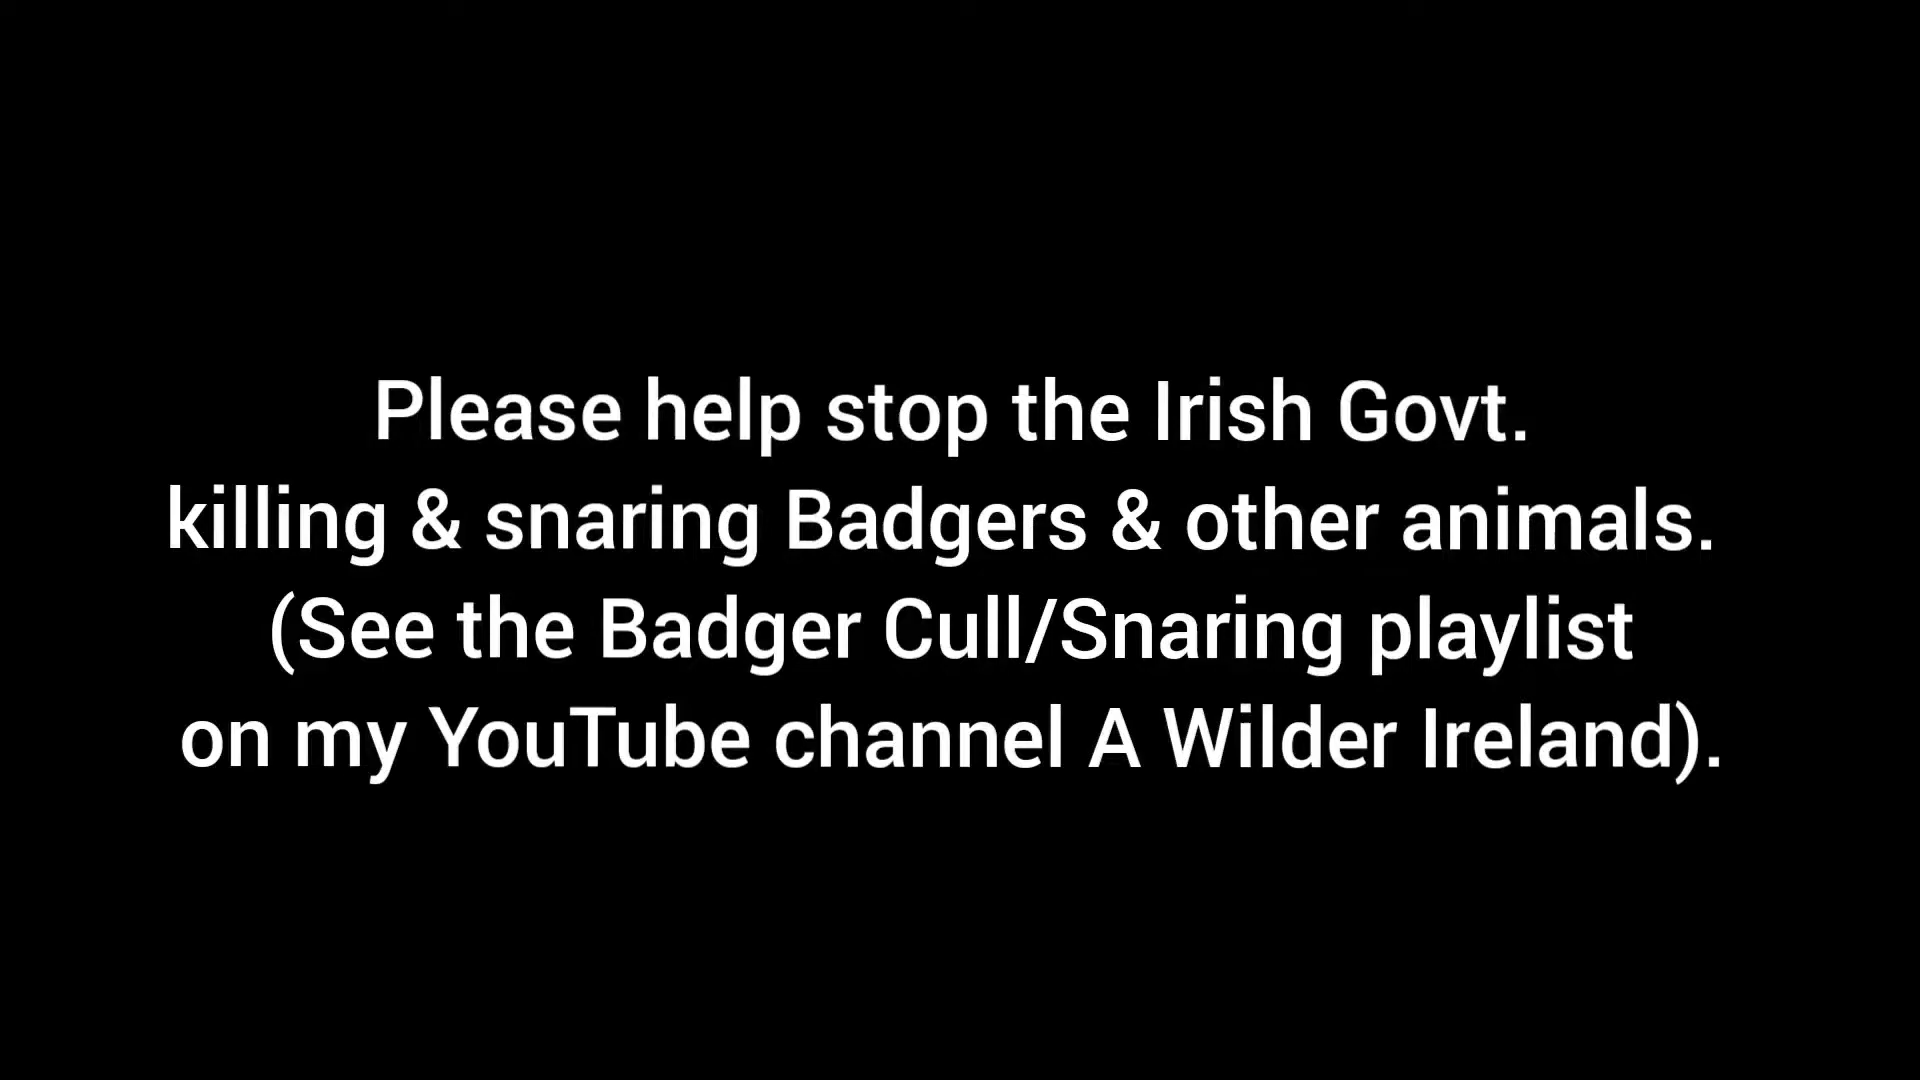 Please help stop the Irish Govt.
killing & snaring Badgers & other animals.
(See the Badger Cull/Snaring playlist
on my YouTube channel A Wilder Ireland).